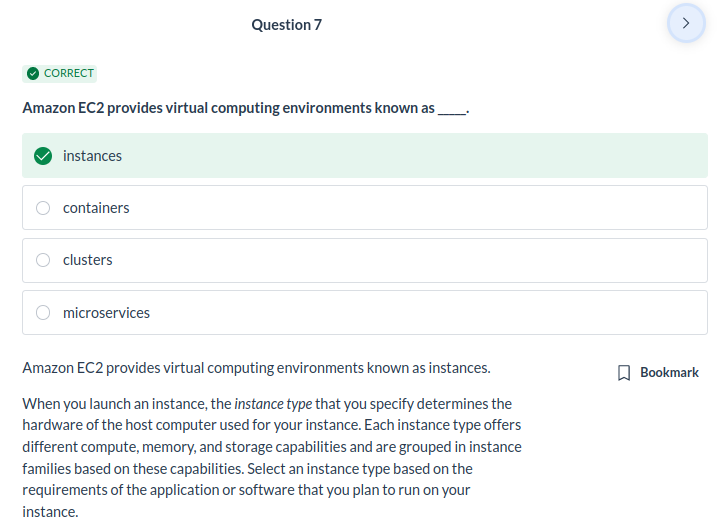 Question 7
CORRECT
Amazon EC2 provides virtual computing environments known as _____.
instances
containers
clusters
microservices
Amazon EC2 provides virtual computing environments known as instances.
Bookmark
When you launch an instance, the instance type that you specify determines the
hardware of the host computer used for your instance. Each instance type offers
different compute, memory, and storage capabilities and are grouped in instance
families based on these capabilities. Select an instance type based on the
requirements of the application or software that you plan to run on your
instance.